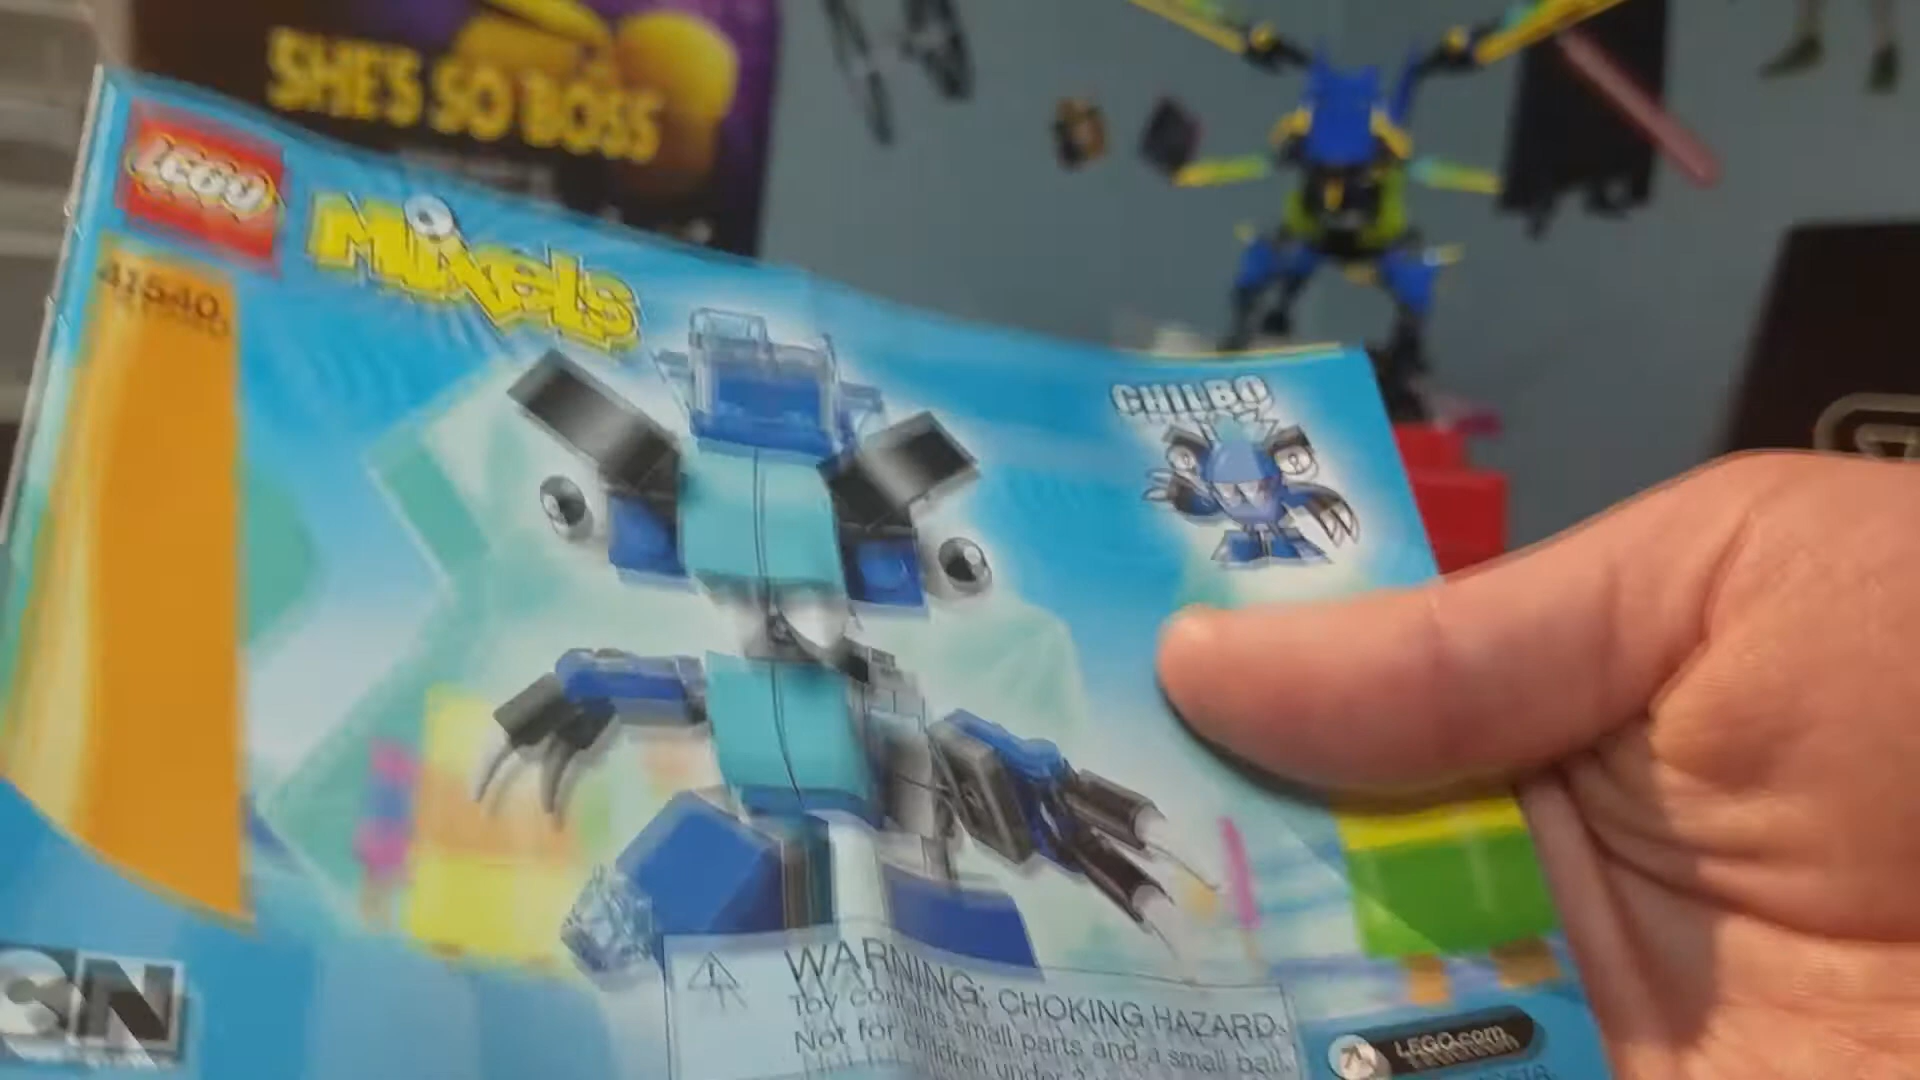 SHE'S SO BOSS
LEGO
MIXELS
41540
CHILBO
CN
WARNING: CHOKING HAZARD.
Toy contains small parts and a small ball.
Not for children under 3
LEGO.com